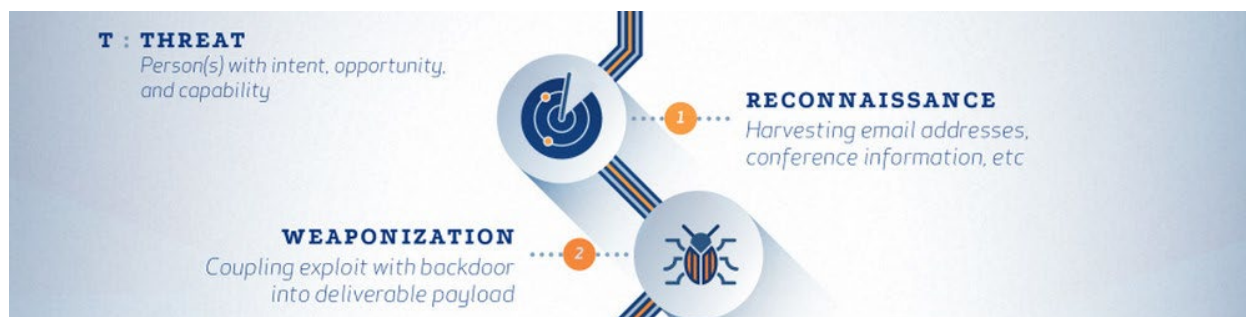 T : THREAT
Person(s) with intent, opportunity,
and capability
1
RECONNAISSANCE
Harvesting email addresses,
conference information, etc
WEAPONIZATION
2
Coupling exploit with backdoor
into deliverable payload